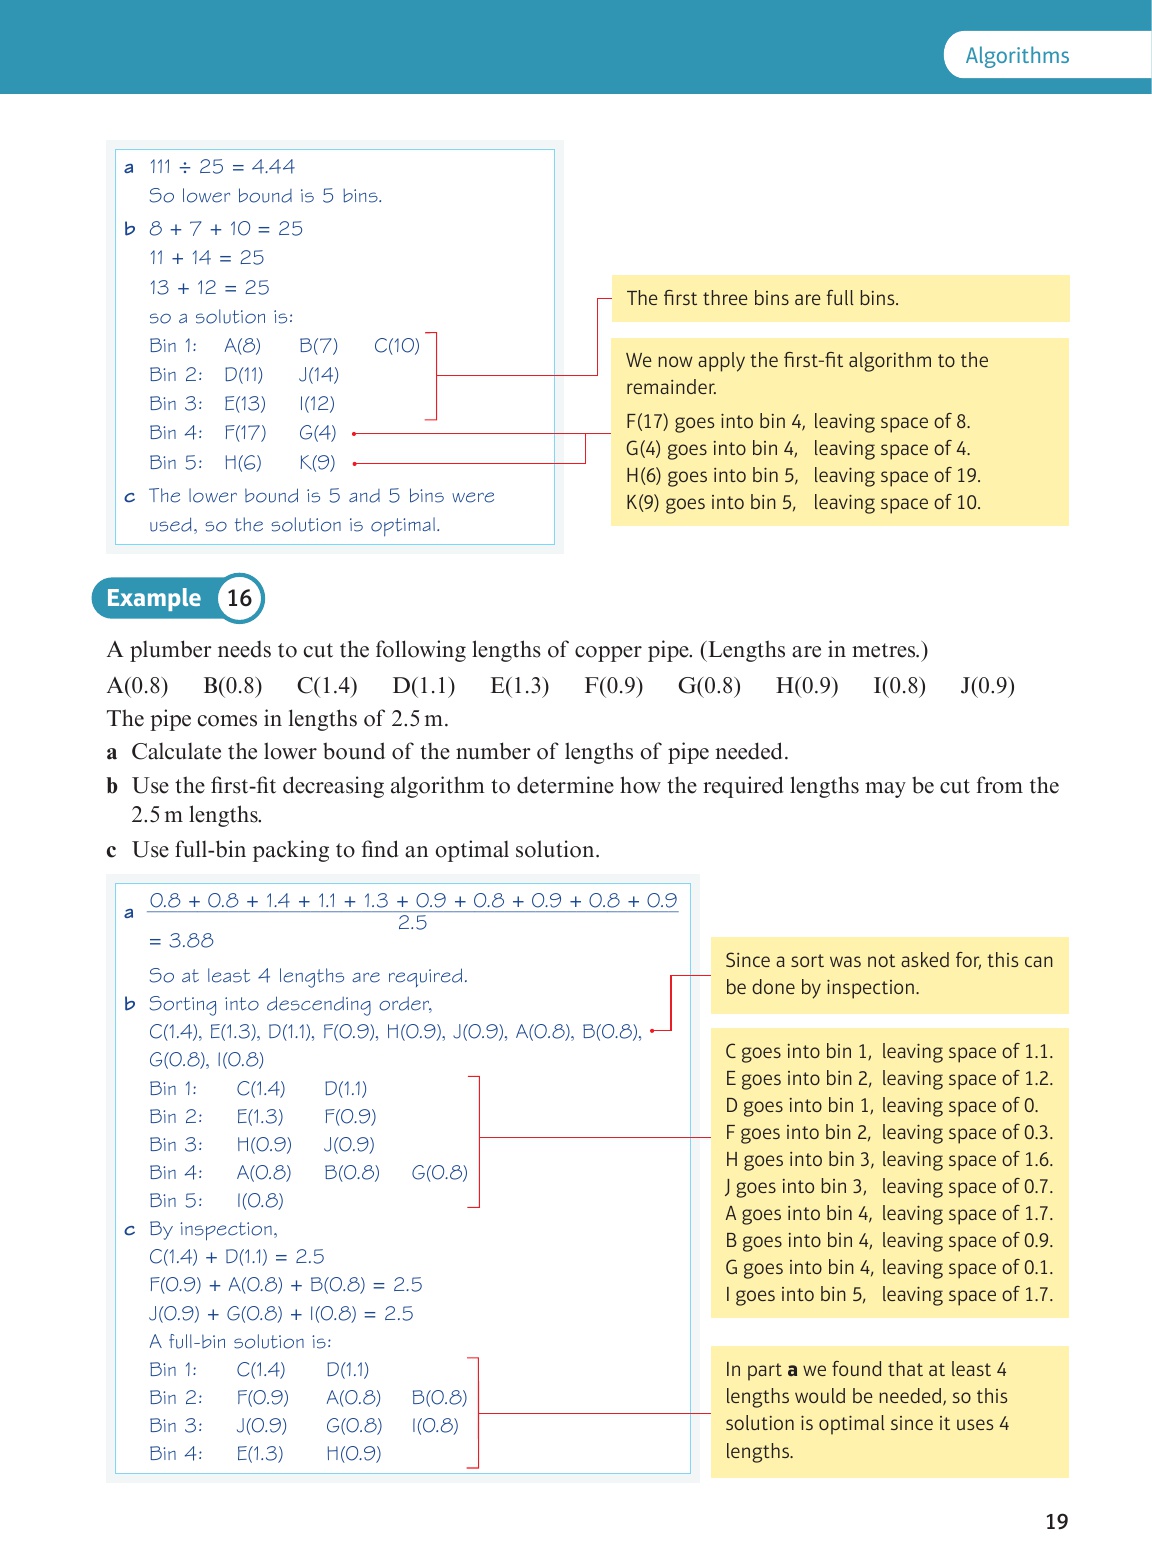 Algorithms
a 111 ÷ 25 = 4.44
So lower bound is 5 bins.
b 8 + 7 + 10 = 25
11 + 14 = 25
13 + 12 = 25
so a solution is:
Bin 1: A(8) B(7) C(10)
Bin 2: D(11) J(14)
Bin 3: E(13) I(12)
Bin 4: F(17) G(4)
Bin 5: H(6) K(9)
c The lower bound is 5 and 5 bins were
used, so the solution is optimal.
The first three bins are full bins.
We now apply the first-fit algorithm to the
remainder.
F(17) goes into bin 4, leaving space of 8.
G(4) goes into bin 4, leaving space of 4.
H(6) goes into bin 5, leaving space of 19.
K(9) goes into bin 5, leaving space of 10.
Example 16
A plumber needs to cut the following lengths of copper pipe. (Lengths are in metres.)
A(0.8) B(0.8) C(1.4) D(1.1) E(1.3) F(0.9) G(0.8) H(0.9) I(0.8) J(0.9)
The pipe comes in lengths of 2.5 m.
a Calculate the lower bound of the number of lengths of pipe needed.
b Use the first-fit decreasing algorithm to determine how the required lengths may be cut from the
2.5 m lengths.
c Use full-bin packing to find an optimal solution.
a 0.8 + 0.8 + 1.4 + 1.1 + 1.3 + 0.9 + 0.8 + 0.9 + 0.8 + 0.9
2.5
= 3.88
So at least 4 lengths are required.
b Sorting into descending order,
C(1.4), E(1.3), D(1.1), F(0.9), H(0.9), J(0.9), A(0.8), B(0.8),
G(0.8), I(0.8)
Bin 1: C(1.4) D(1.1)
Bin 2: E(1.3) F(0.9)
Bin 3: H(0.9) J(0.9)
Bin 4: A(0.8) B(0.8) G(0.8)
Bin 5: I(0.8)
c By inspection,
C(1.4) + D(1.1) = 2.5
F(0.9) + A(0.8) + B(0.8) = 2.5
J(0.9) + G(0.8) + I(0.8) = 2.5
A full-bin solution is:
Bin 1: C(1.4) D(1.1)
Bin 2: F(0.9) A(0.8) B(0.8)
Bin 3: J(0.9) G(0.8) I(0.8)
Bin 4: E(1.3) H(0.9)
Since a sort was not asked for, this can
be done by inspection.
C goes into bin 1, leaving space of 1.1.
E goes into bin 2, leaving space of 1.2.
D goes into bin 1, leaving space of 0.
F goes into bin 2, leaving space of 0.3.
H goes into bin 3, leaving space of 1.6.
J goes into bin 3, leaving space of 0.7.
A goes into bin 4, leaving space of 1.7.
B goes into bin 4, leaving space of 0.9.
G goes into bin 4, leaving space of 0.1.
I goes into bin 5, leaving space of 1.7.
In part a we found that at least 4
lengths would be needed, so this
solution is optimal since it uses 4
lengths.
19